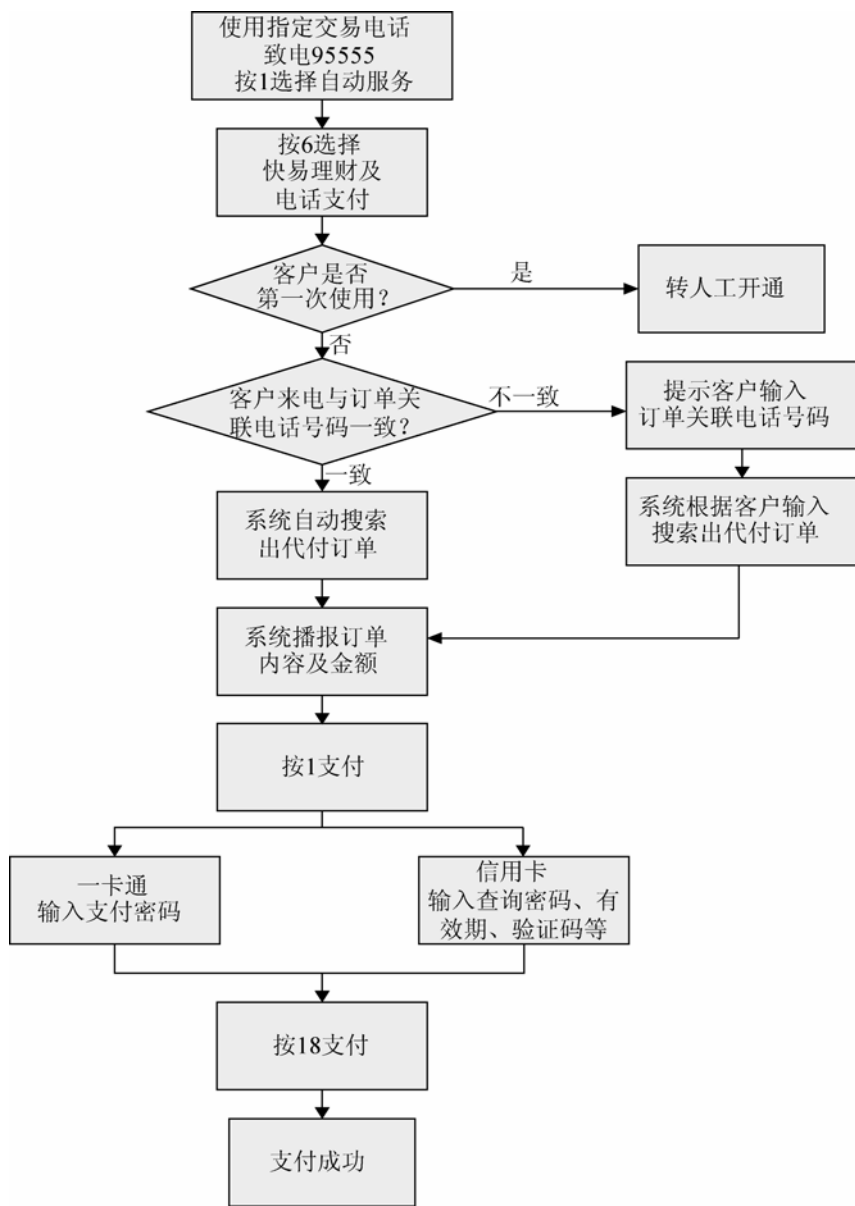 使用指定交易电话
致电95555
按1选择自动服务
按6选择
快易理财及
电话支付
客户是否
第一次使用？
是
转人工开通
否
客户来电与订单关
联电话号码一致？
不一致
提示客户输入
订单关联电话号码
一致
系统自动搜索
出代付订单
系统根据客户输入
搜索出代付订单
系统播报订单
内容及金额
按1支付
一卡通
输入支付密码
信用卡
输入查询密码、有
效期、验证码等
按18支付
支付成功